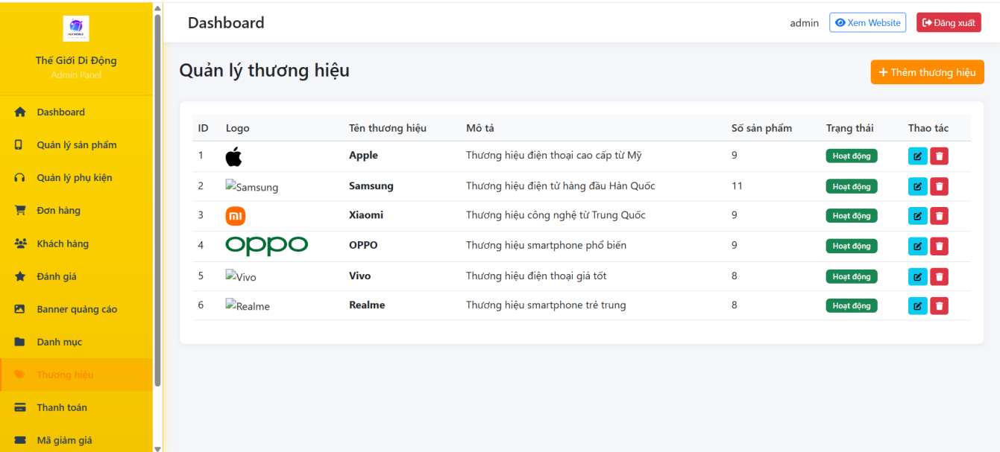 HUY MOBILE
Thế Giới Di Động
Admin Panel
Dashboard
Quản lý sản phẩm
Quản lý phụ kiện
Đơn hàng
Khách hàng
Đánh giá
Banner quảng cáo
Danh mục
Thương hiệu
Thanh toán
Mã giảm giá
Dashboard
admin Xem Website Đăng xuất
Quản lý thương hiệu
+ Thêm thương hiệu
ID Logo Tên thương hiệu Mô tả Số sản phẩm Trạng thái Thao tác
1 Apple Thương hiệu điện thoại cao cấp từ Mỹ 9 Hoạt động
2 Samsung Samsung Thương hiệu điện tử hàng đầu Hàn Quốc 11 Hoạt động
3 mi Xiaomi Thương hiệu công nghệ từ Trung Quốc 9 Hoạt động
4 oppo OPPO Thương hiệu smartphone phổ biến 9 Hoạt động
5 Vivo Vivo Thương hiệu điện thoại giá tốt 8 Hoạt động
6 Realme Realme Thương hiệu smartphone trẻ trung 8 Hoạt động